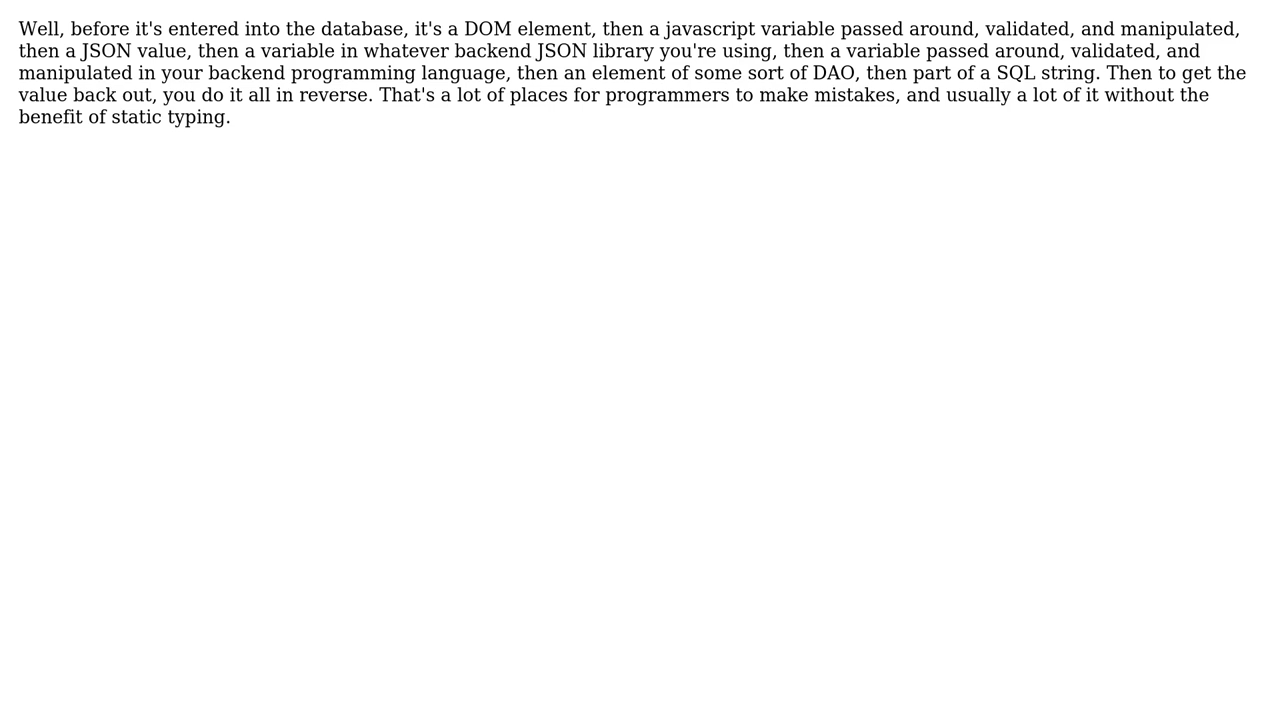 Well, before it's entered into the database, it's a DOM element, then a javascript variable passed around, validated, and manipulated,
then a JSON value, then a variable in whatever backend JSON library you're using, then a variable passed around, validated, and
manipulated in your backend programming language, then an element of some sort of DAO, then part of a SQL string. Then to get the
value back out, you do it all in reverse. That's a lot of places for programmers to make mistakes, and usually a lot of it without the
benefit of static typing.